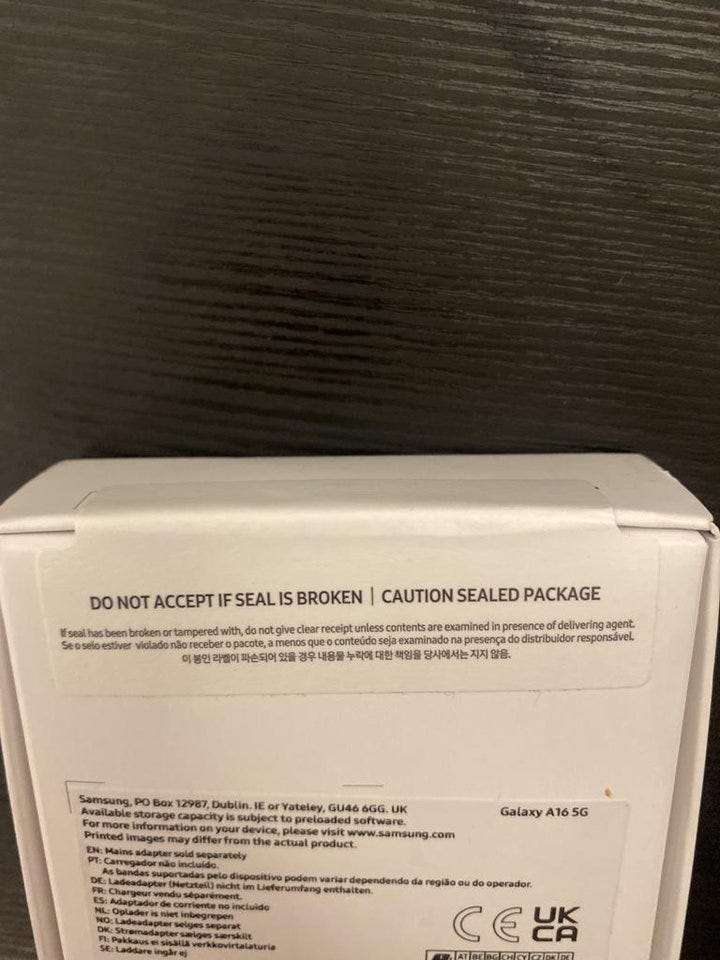 DO NOT ACCEPT IF SEAL IS BROKEN | CAUTION SEALED PACKAGE
If seal has been broken or tampered with, do not give clear receipt unless contents are examined in presence of delivering agent.
Se o selo estiver violado não receber o pacote, a menos que o conteúdo seja examinado na presença do distribuidor responsável.
이 봉인 라벨이 파손되어 있을 경우 내용물 누락에 대한 책임을 당사에서는 지지 않음.
Samsung, PO Box 12987, Dublin. IE or Yateley, GU46 6GG. UK
Galaxy A16 5G
Available storage capacity is subject to preloaded software.
For more information on your device, please visit www.samsung.com
Printed images may differ from the actual product.
EN: Mains adapter sold separately
PT: Carregador não incluído.
As bandas suportadas pelo dispositivo podem variar dependendo da região ou do operador.
DE: Ladeadapter (Netzteil) nicht im Lieferumfang enthalten.
FR: Chargeur vendu séparément.
ES: Adaptador de corriente no incluido
NL: Oplader is niet inbegrepen
NO: Ladeadapter selges separat
DK: Strømadapter sælges særskilt
FI: Pakkaus ei sisällä verkkovirtalaturia
SE: Laddare ingår ej
CE UK
CA
AT BE BG CH CY CZ DK DE